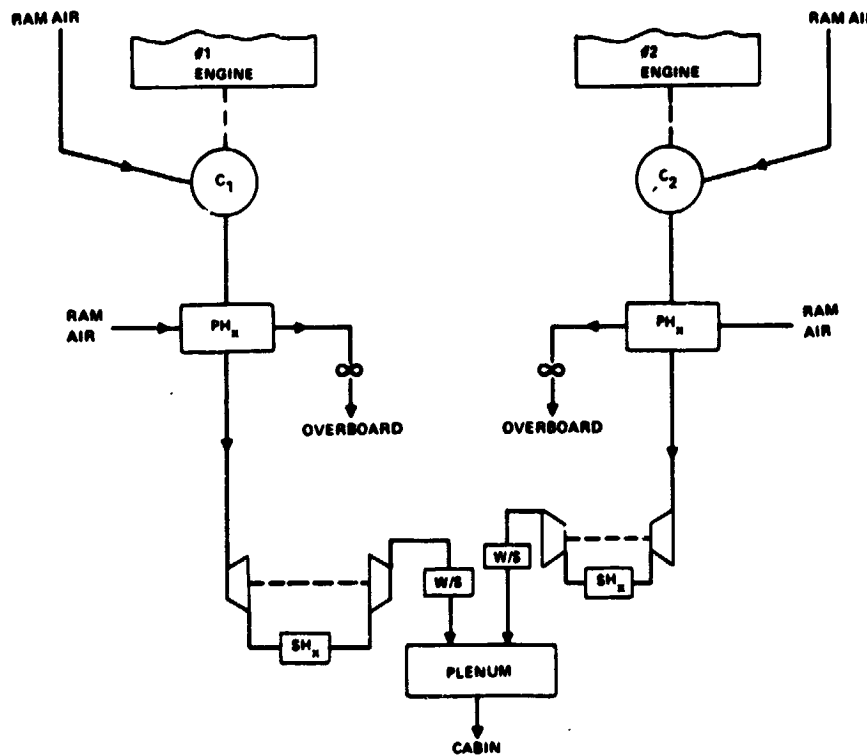 RAM AIR
RAM AIR
#1
ENGINE
#2
ENGINE
C1
C2
RAM
AIR
PHx
PHx
RAM
AIR
OVERBOARD
OVERBOARD
W/S
W/S
SHx
SHx
PLENUM
CABIN